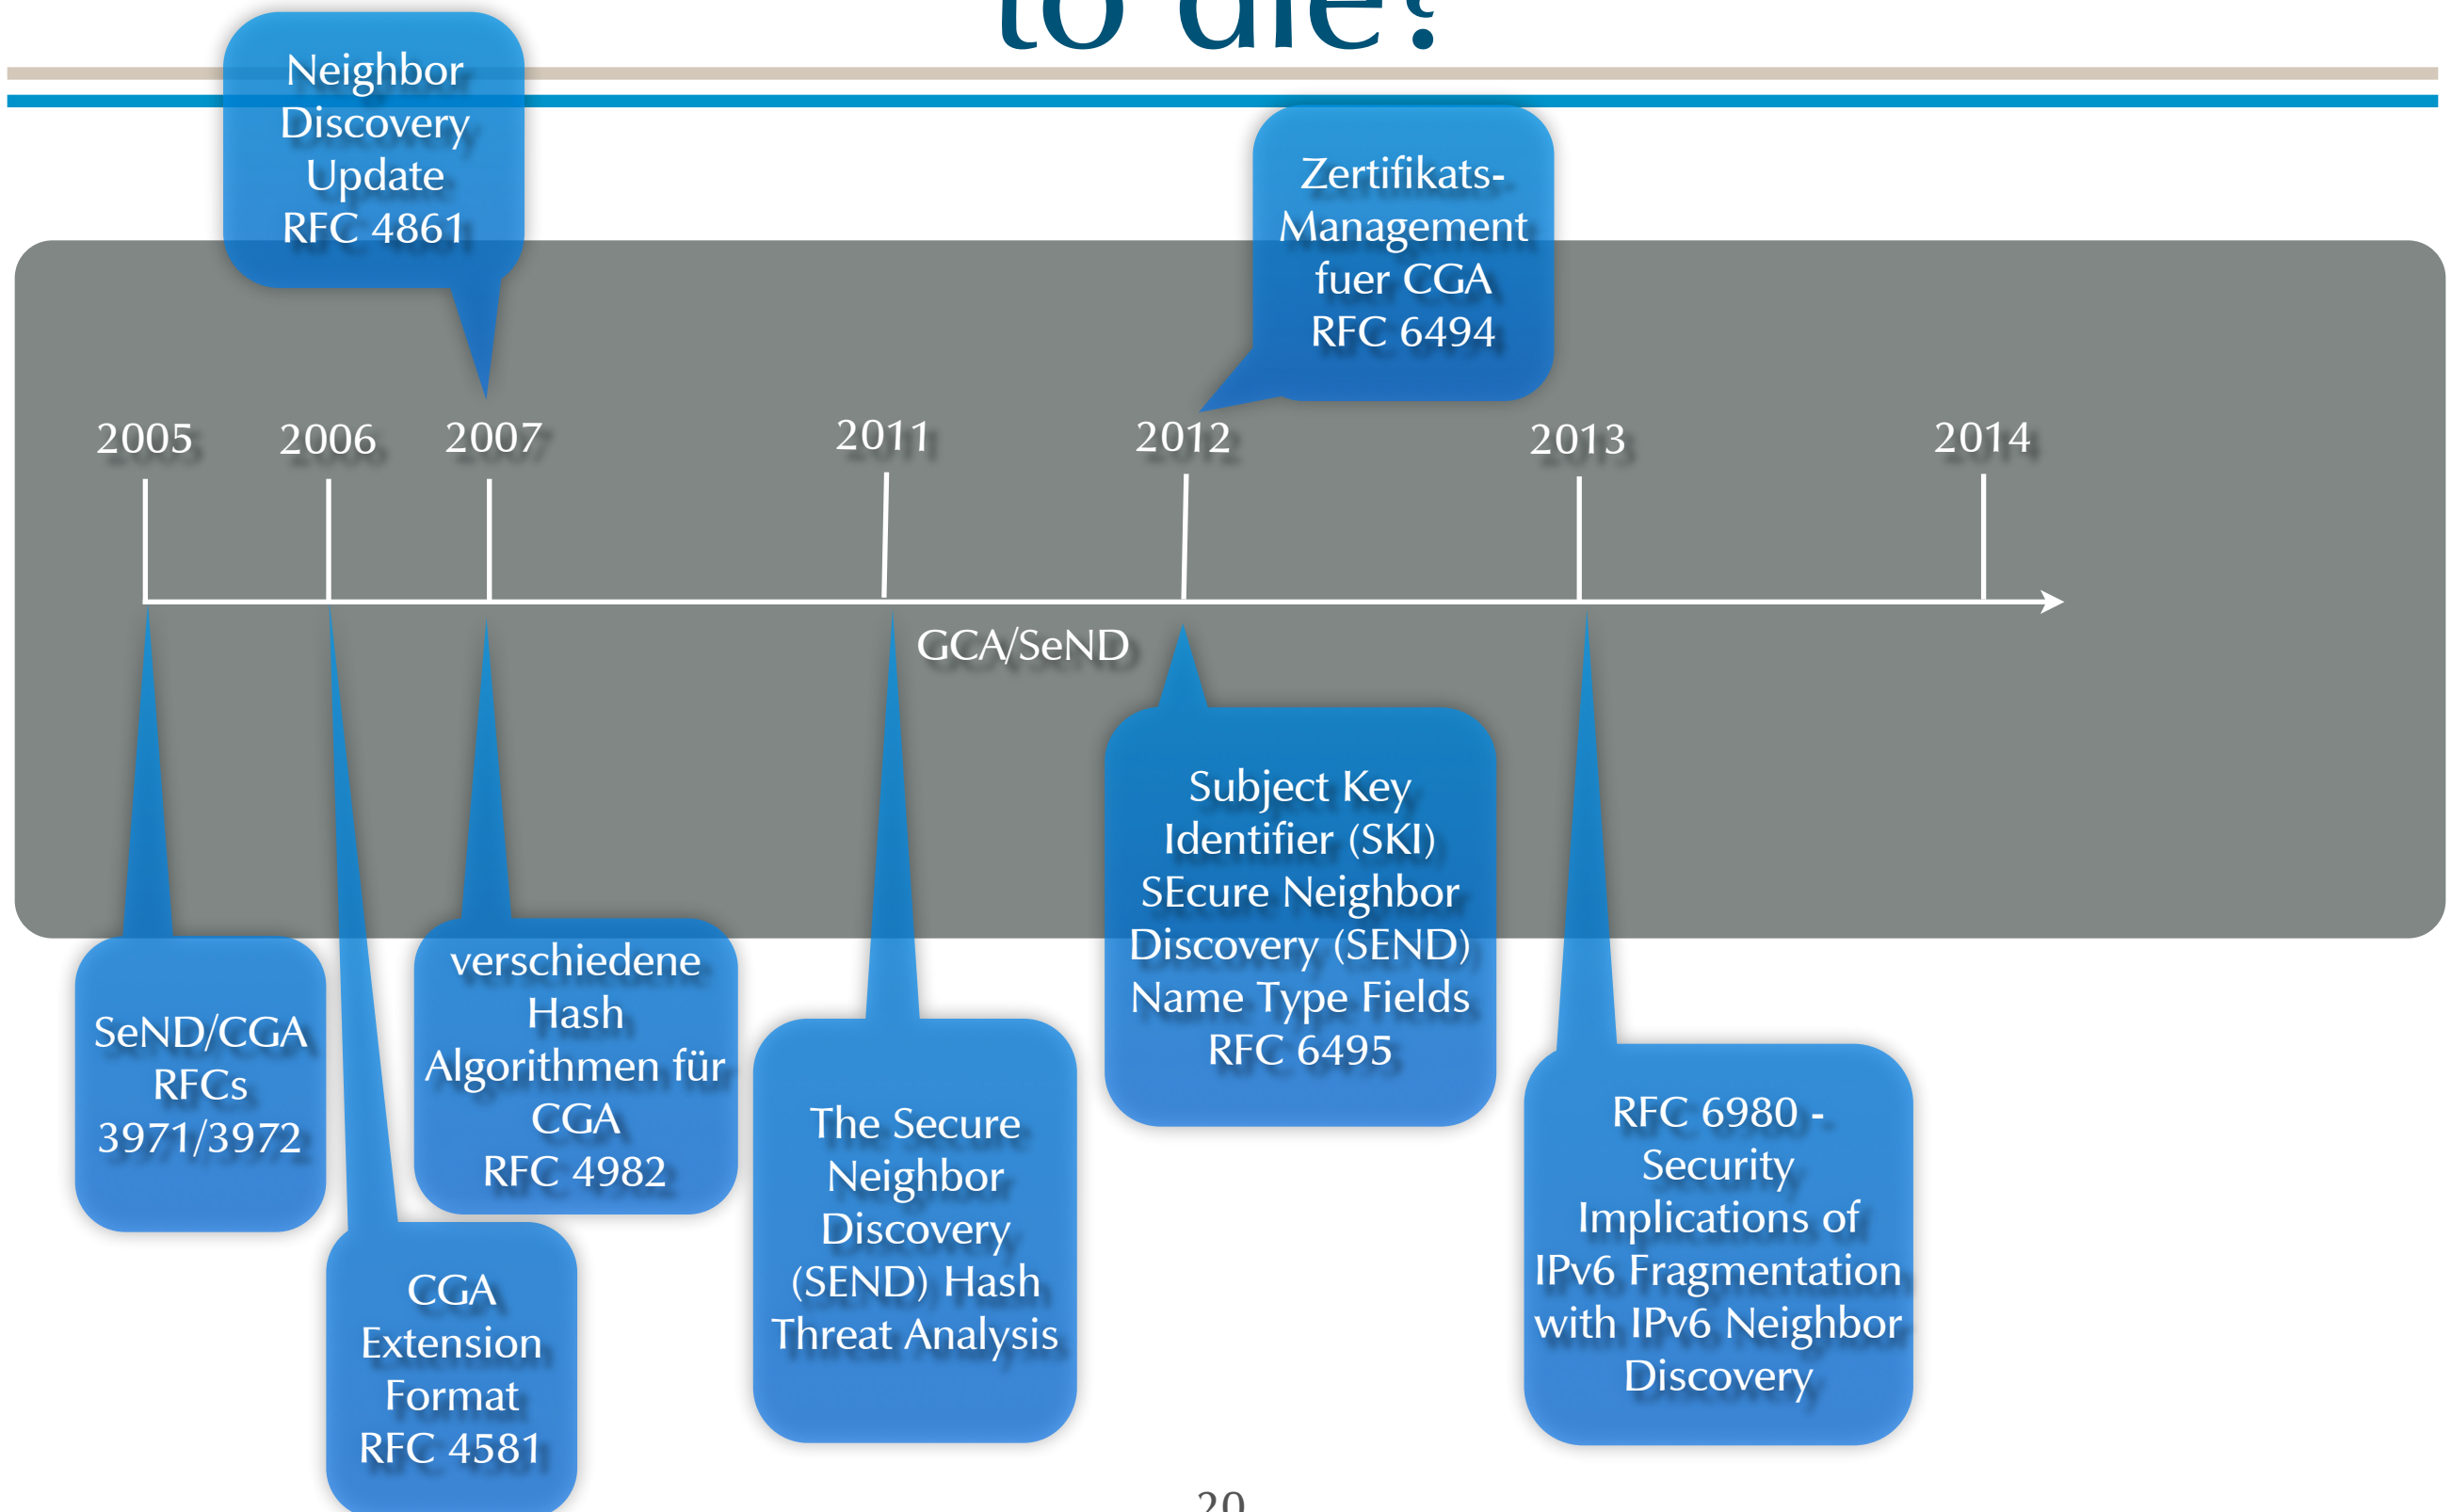 to die?
Neighbor
Discovery
Update
RFC 4861
Zertifikats-
Management
fuer CGA
RFC 6494
2005
2006
2007
2011
2012
2013
2014
GCA/SeND
SeND/CGA
RFCs
3971/3972
CGA
Extension
Format
RFC 4581
verschiedene
Hash
Algorithmen für
CGA
RFC 4982
The Secure
Neighbor
Discovery
(SEND) Hash
Threat Analysis
Subject Key
Identifier (SKI)
SEcure Neighbor
Discovery (SEND)
Name Type Fields
RFC 6495
RFC 6980 -
Security
Implications of
IPv6 Fragmentation
with IPv6 Neighbor
Discovery
20